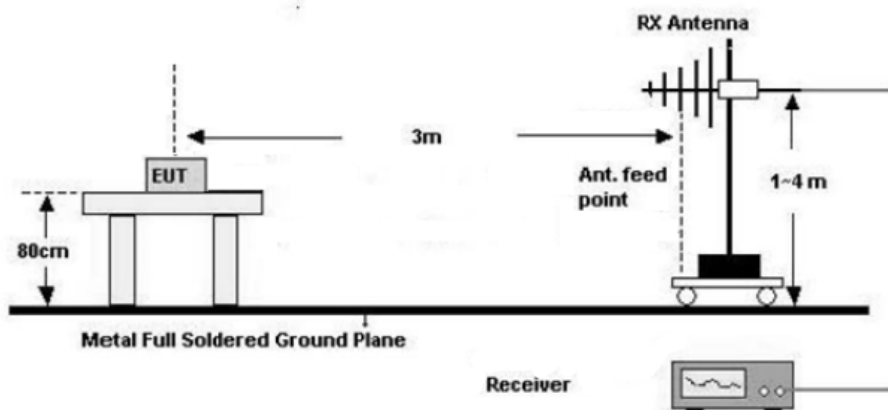 RX Antenna
3m
EUT
Ant. feed
point
1~4 m
80cm
Metal Full Soldered Ground Plane
Receiver